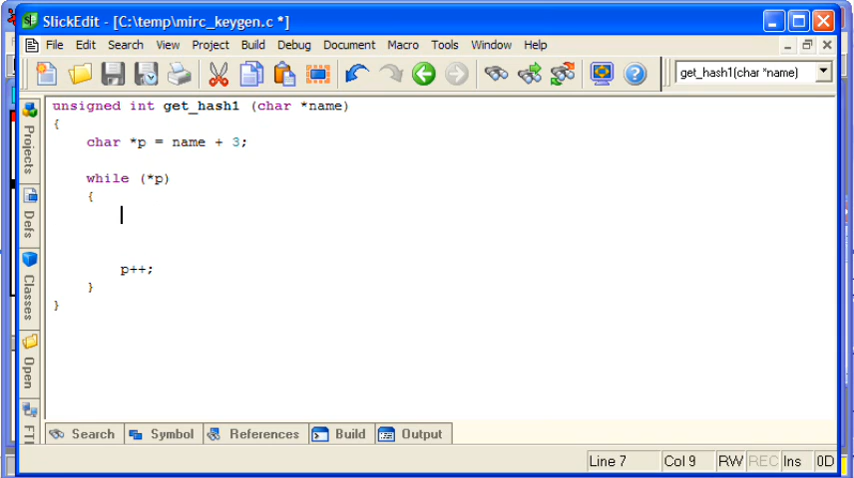 SlickEdit - [C:\temp\mirc_keygen.c *]
File Edit Search View Project Build Debug Document Macro Tools Window Help
get_hash1(char *name)
unsigned int get_hash1 (char *name)
{
char *p = name + 3;
while (*p)
{
p++;
}
}
Projects
Defs
Classes
Open
FT
Search Symbol References Build Output
Line 7 Col 9 RW REC Ins 0D